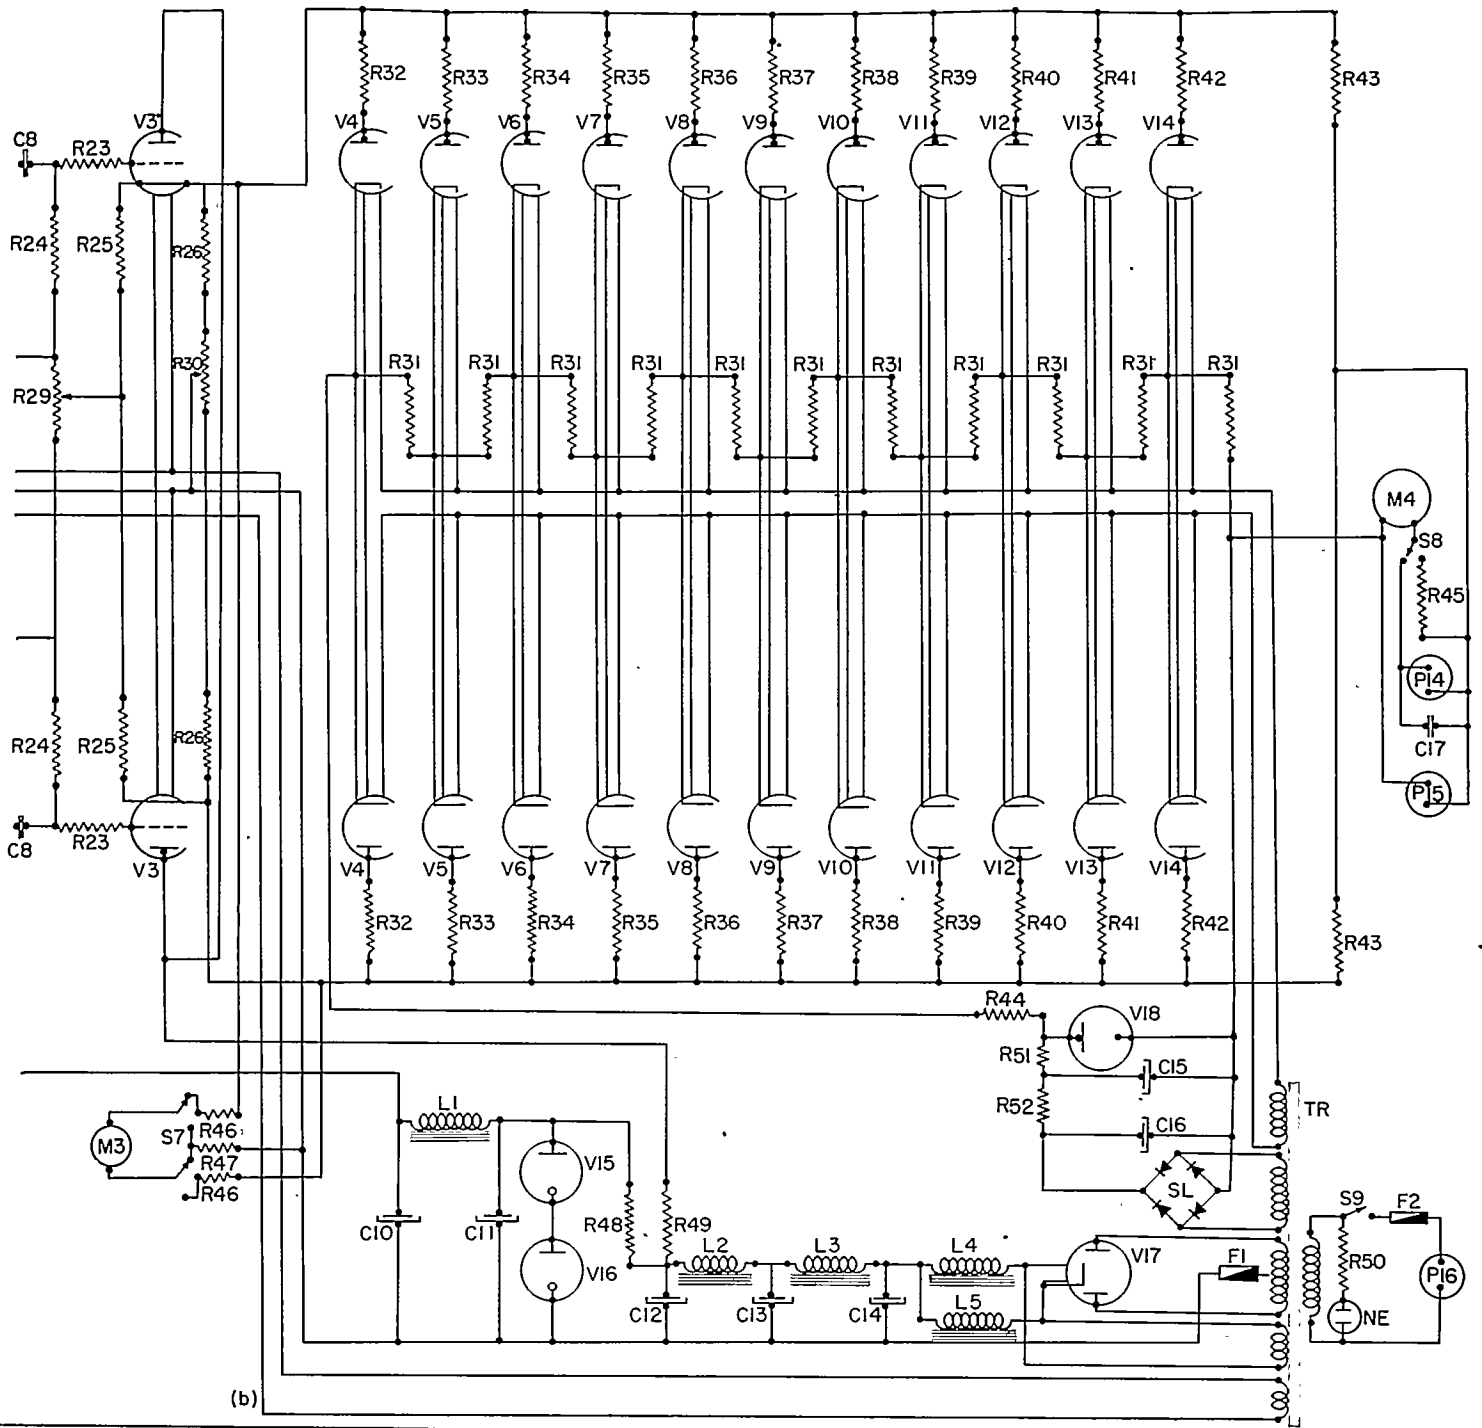 R32 R33 R34 R35 R36 R37 R38 R39 R40 R41 R42 R43
V3 V4 V5 V6 V7 V8 V9 V10 V11 V12 V13 V14
C8 R23
R24 R25 R26
R30 R31 R31 R31 R31 R31 R31 R31 R31 R31 R31 R31
R29
M4
S8
R45
P14
R24 R25 R26
C17
P15
C8 R23
V3 V4 V5 V6 V7 V8 V9 V10 V11 V12 V13 V14
R32 R33 R34 R35 R36 R37 R38 R39 R40 R41 R42 R43
R44 V18
R51
C15
R52
L1
TR
M3 S7 R46
R47
R46
C16
V15
SL
S9 F2
C10 C11 R48 R49
L2 L3 L4 V17 F1 R50
V16
P16
C12 C13 C14 L5
NE
(b)